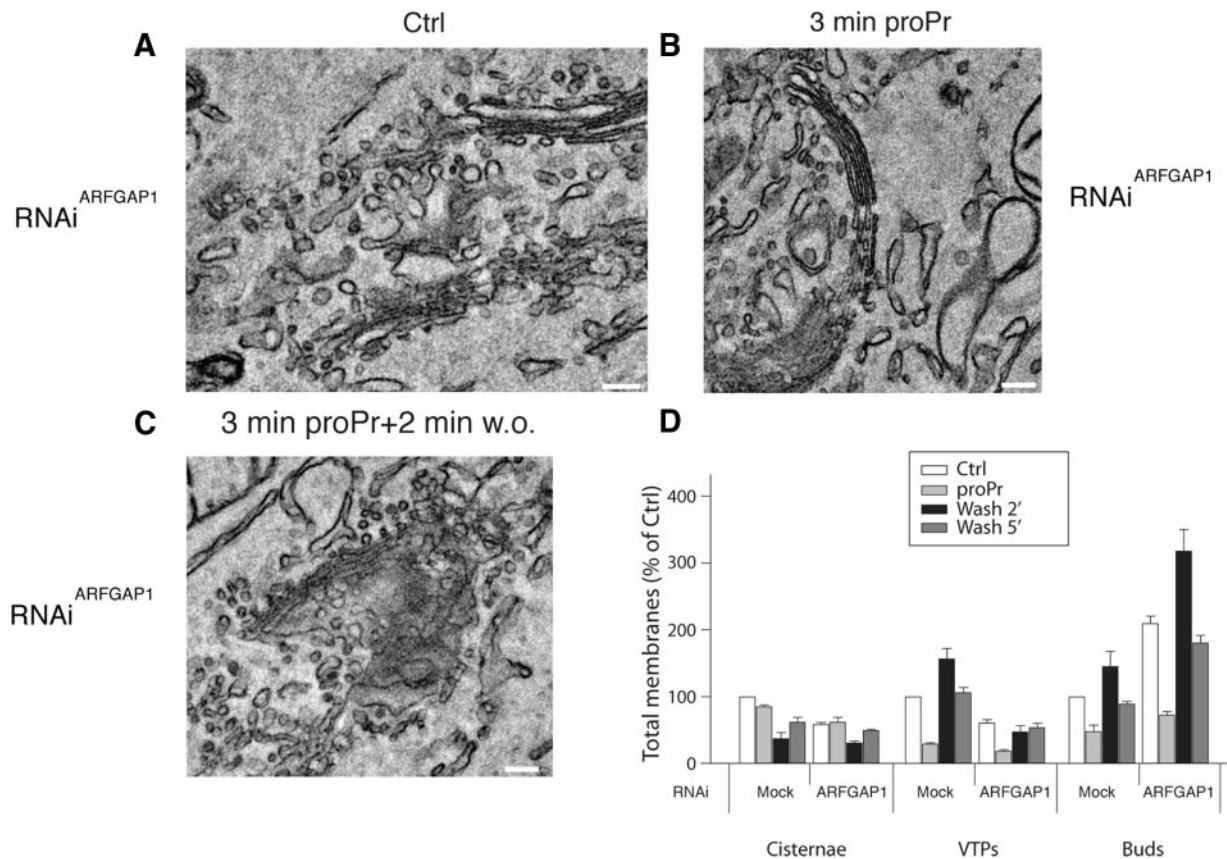 A
Ctrl
B
3 min proPr
RNAi ARFGAP1
RNAi ARFGAP1
C
3 min proPr+2 min w.o.
RNAi ARFGAP1
D
Ctrl
proPr
Wash 2′
Wash 5′
Total membranes (% of Ctrl)
400
300
200
100
0
RNAi
Mock
ARFGAP1
Mock
ARFGAP1
Mock
ARFGAP1
Cisternae
VTPs
Buds